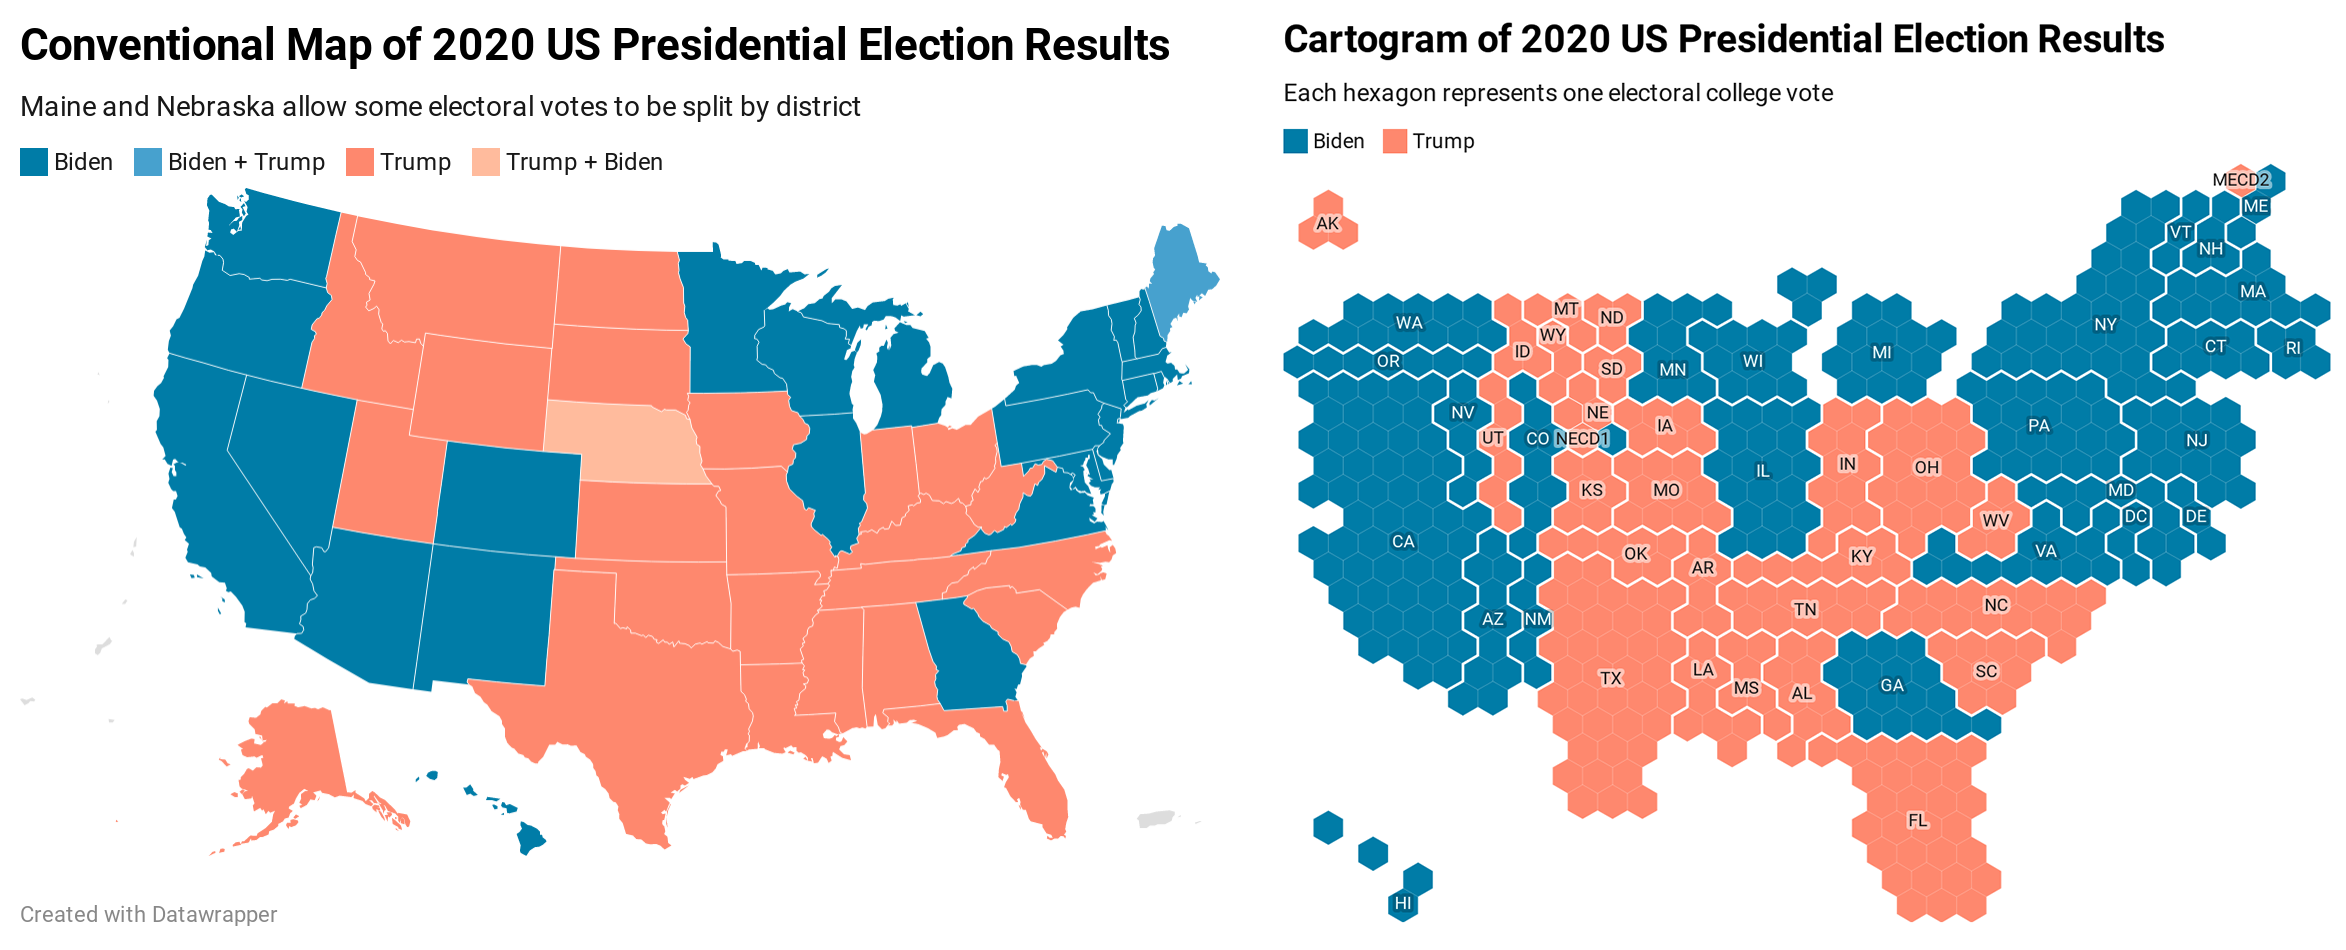 Conventional Map of 2020 US Presidential Election Results
Maine and Nebraska allow some electoral votes to be split by district
Biden Biden + Trump Trump Trump + Biden
Created with Datawrapper
Cartogram of 2020 US Presidential Election Results
Each hexagon represents one electoral college vote
Biden Trump
MECD2
ME
AK
VT
NH
MA
MT
ND
WA
NY
WY
CT
RI
ID
MI
OR
WI
SD
MN
NV
NE
IA
PA
UT
CO
NECD1
NJ
IN
OH
IL
KS
MO
MD
WV
DC
DE
CA
OK
KY
VA
AR
AZ
NM
TN
NC
TX
LA
MS
AL
GA
SC
FL
HI